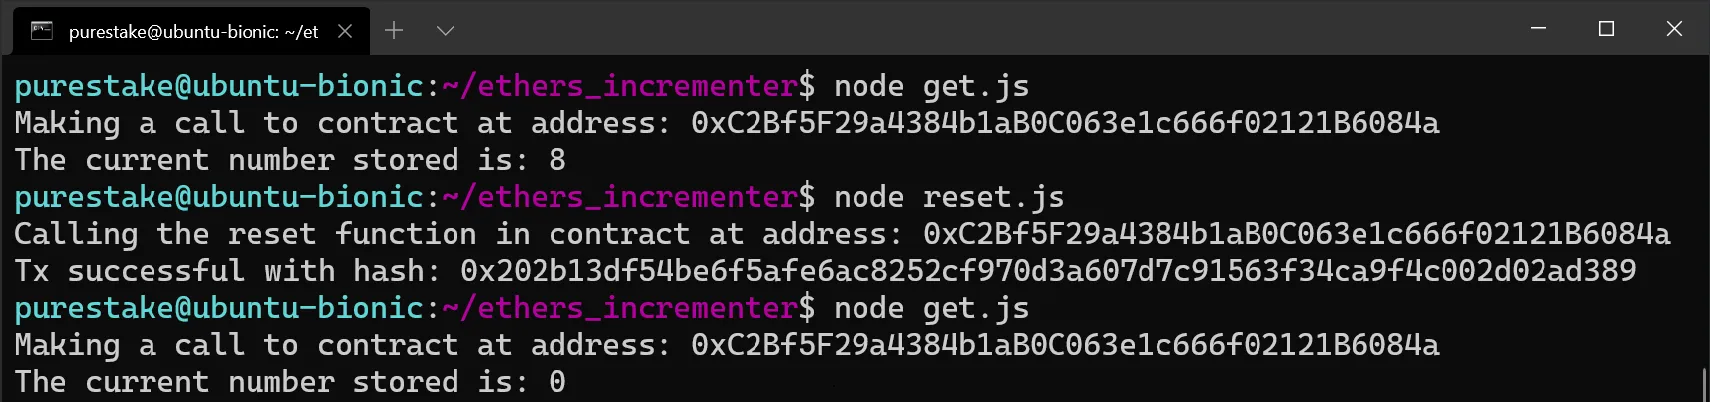 purestake@ubuntu-bionic: ~/et
purestake@ubuntu-bionic:~/ethers_incrementer$ node get.js
Making a call to contract at address: 0xC2Bf5F29a4384b1aB0C063e1c666f02121B6084a
The current number stored is: 8
purestake@ubuntu-bionic:~/ethers_incrementer$ node reset.js
Calling the reset function in contract at address: 0xC2Bf5F29a4384b1aB0C063e1c666f02121B6084a
Tx successful with hash: 0x202b13df54be6f5afe6ac8252cf970d3a607d7c91563f34ca9f4c002d02ad389
purestake@ubuntu-bionic:~/ethers_incrementer$ node get.js
Making a call to contract at address: 0xC2Bf5F29a4384b1aB0C063e1c666f02121B6084a
The current number stored is: 0